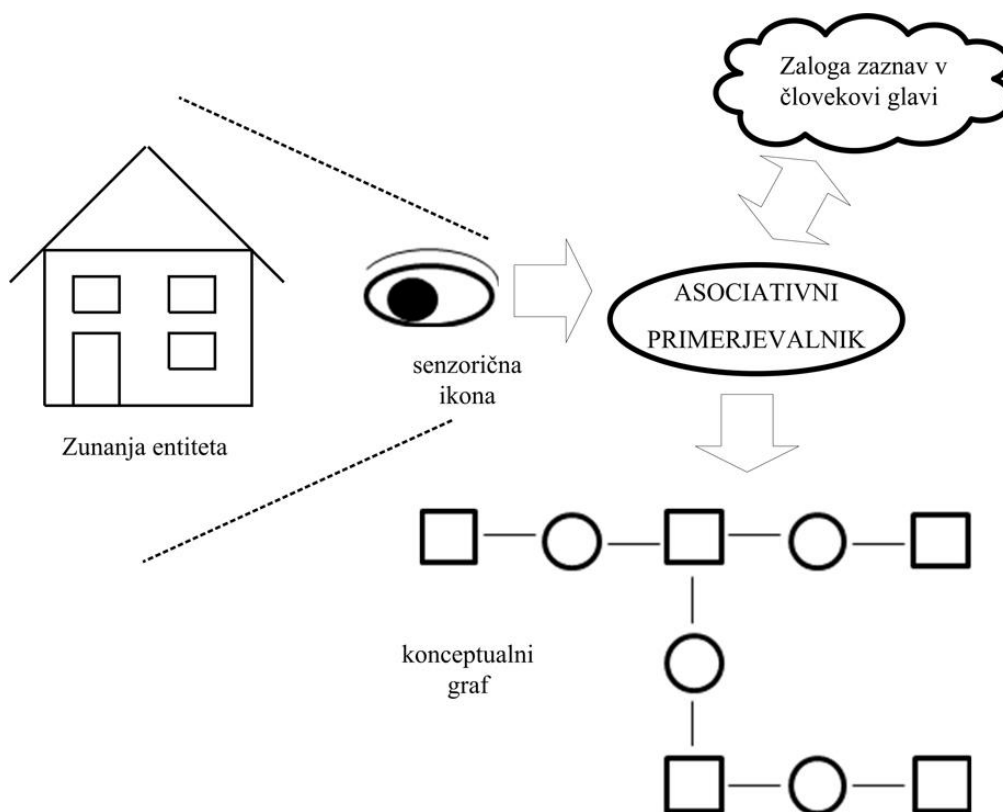 Zaloga zaznav v
človekovi glavi
ASOCIATIVNI
PRIMERJEVALNIK
senzorična
ikona
Zunanja entiteta
konceptualni
graf